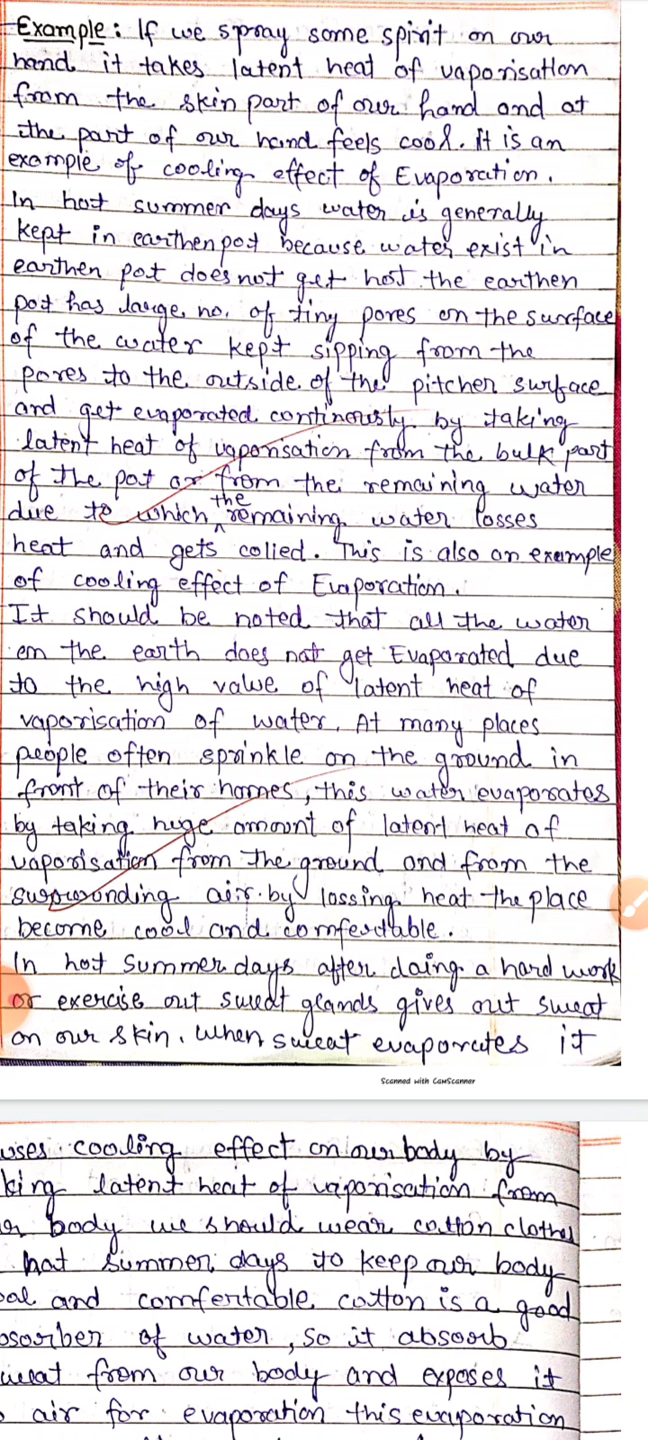 Example: If we spray some spirit on our
hand it takes latent heat of vaporisation
from the skin part of our hand and at
the part of our hand feels cool. It is an
example of cooling effect of Evaporation.
In hot summer days water is generally
kept in earthenpot because water exist in
earthen pot does not get hot the earthen
pot has large no. of tiny pores on the surface
of the water kept sipping from the
pores to the outside of the pitcher surface
and get evaporated continously by taking
latent heat of vaporisation from the bulk part
of the pot or from the remaining water
due to which the remaining water losses
heat and gets colied. This is also an example
of cooling effect of Evaporation.
It should be noted that all the water
em the earth does not get Evaporated due
to the high value of latent heat of
vaporisation of water. At many places
people often sprinkle on the ground in
front of their homes, this water evaporates
by taking huge amount of latent heat of
vaporisation from the ground and from the
surrounding air. by lossing heat the place
become cool and comfertable.
In hot summer days after doing a hard work
or exercise out sweat glands gives out sweat
on our skin. When sweat evaporates it
Scanned with CamScanner
uses cooling effect on our body by
king latent heat of vaporisation from
body we should wear cotton clothes
hot summer days to keep our body
and comfertable cotton is a good
osorber of water, so it absorb
weat from our body and exposes it
air for evaporation this evaporation